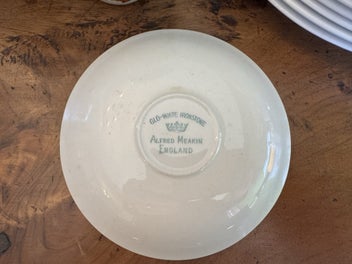 OLD-WHITE IRONSTONE
ALFRED MEAKIN
ENGLAND